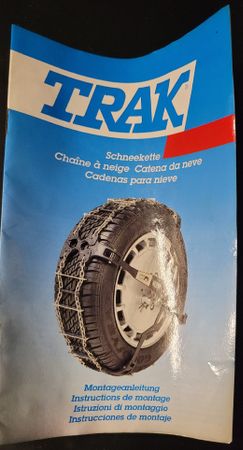 TRAK
Schneekette
Chaîne à neige Catena da neve
Cadenas para nieve
Montageanleitung
Instructions de montage
Istruzioni di montaggio
Instrucciones de montaje